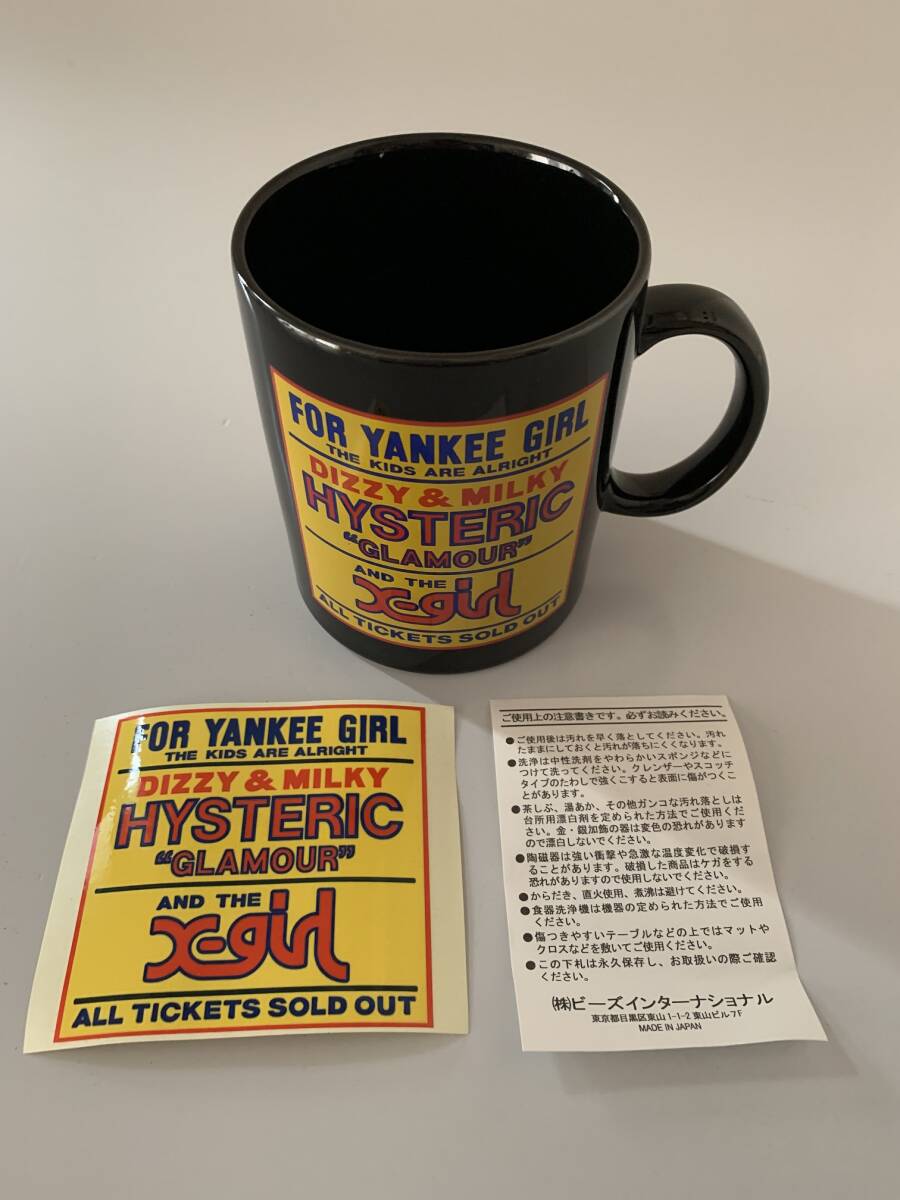 FOR YANKEE GIRL
THE KIDS ARE ALRIGHT
DIZZY & MILKY
HYSTERIC
“GLAMOUR”
AND THE
X-girl
ALL TICKETS SOLD OUT
FOR YANKEE GIRL
THE KIDS ARE ALRIGHT
DIZZY & MILKY
HYSTERIC
“GLAMOUR”
AND THE
X-girl
ALL TICKETS SOLD OUT
ご使用上の注意書きです。必ずお読みください。
●ご使用後は汚れを早く落としてください。汚れ
たままにしておくと汚れが落ちにくくなります。
●洗浄は中性洗剤をやわらかいスポンジなどに
つけて洗ってください。クレンザーやスコッチ
タイプのたわしで強くこすると表面に傷がつくこ
とがあります。
●茶しぶ、湯あか、その他ガンコな汚れ落としは
台所用漂白剤を定められた方法でご使用くだ
さい。金・銀加飾の器は変色の恐れがあります
ので漂白しないでください。
●陶磁器は強い衝撃や急激な温度変化で破損す
ることがあります。破損した商品はケガをする
恐れがありますので使用しないでください。
●からだき、直火使用、煮沸は避けてください。
●食器洗浄機は機器の定められた方法でご使用
ください。
●傷つきやすいテーブルなどの上ではマットや
クロスなどを敷いてご使用ください。
●この下札は永久保存し、お取扱いの際ご確認
ください。
㈱ビーズインターナショナル
東京都目黒区東山1-1-2 東山ビル7F
MADE IN JAPAN